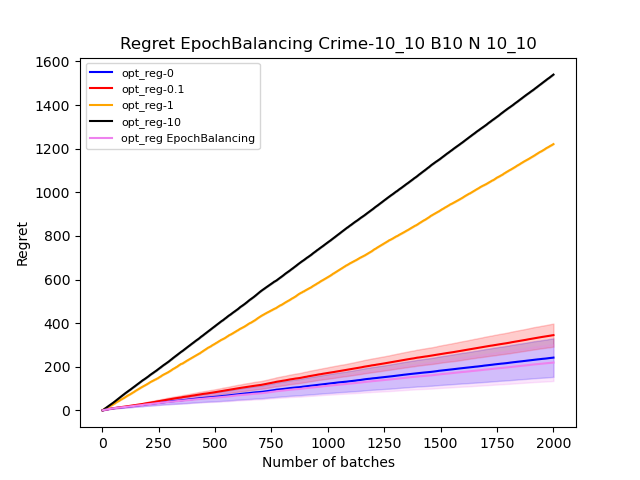 Regret EpochBalancing Crime-10_10 B10 N 10_10
1600
1400
1200
1000
800
600
400
200
0
Regret
opt_reg-0
opt_reg-0.1
opt_reg-1
opt_reg-10
opt_reg EpochBalancing
0 250 500 750 1000 1250 1500 1750 2000
Number of batches